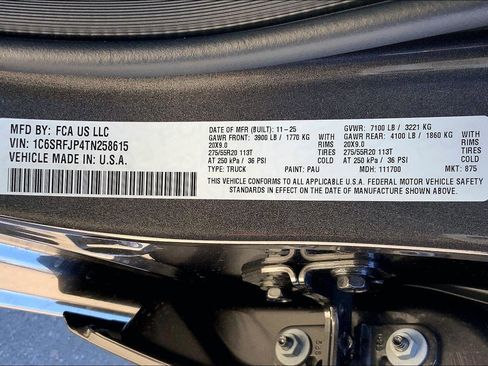 MFD BY: FCA US LLC
VIN: 1C6SRFJP4TN258615
VEHICLE MADE IN: U.S.A.
DATE OF MFR (BUILT): 11-25 GVWR: 7100 LB / 3221 KG
GAWR FRONT: 3900 LB / 1770 KG WITH GAWR REAR: 4100 LB / 1860 KG WITH
20X9.0 RIMS 20X9.0 RIMS
275/55R20 113T TIRES 275/55R20 113T TIRES
AT 250 kPa / 36 PSI AT 250 kPa / 36 PSI
TYPE: TRUCK PAINT: PAU MDH: 111700 MKT: 875
THIS VEHICLE CONFORMS TO ALL APPLICABLE U.S.A. FEDERAL MOTOR VEHICLE SAFETY
STANDARDS IN EFFECT ON THE DATE OF MANUFACTURE SHOWN ABOVE.